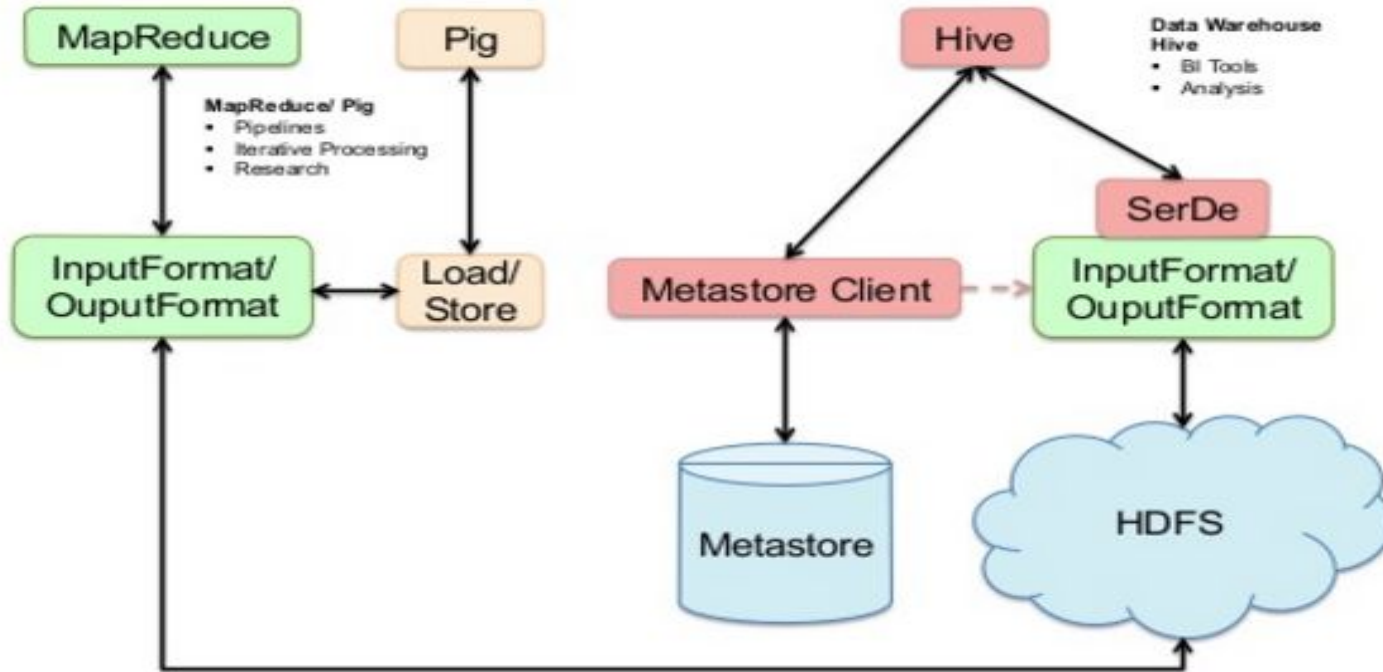 MapReduce
Pig
Hive
Data Warehouse
Hive
▪ BI Tools
▪ Analysis
MapReduce/ Pig
▪ Pipelines
▪ Iterative Processing
▪ Research
SerDe
InputFormat/
OuputFormat
Load/
Store
Metastore Client
InputFormat/
OuputFormat
Metastore
HDFS